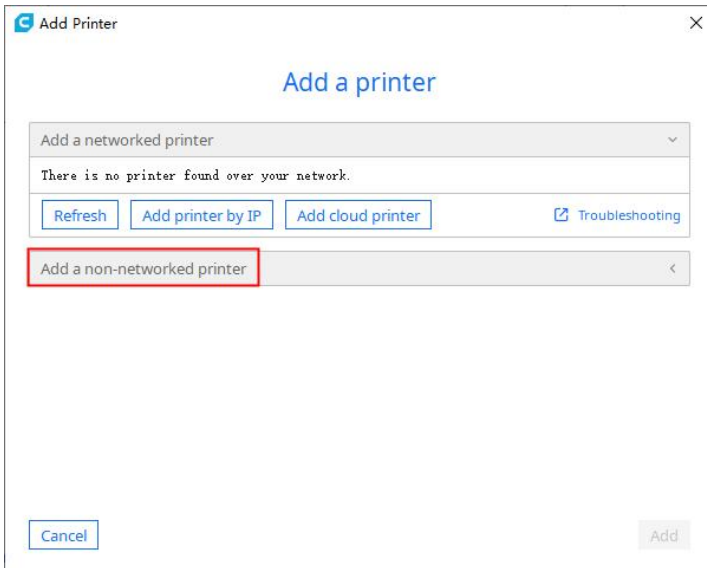 Add Printer
Add a printer
Add a networked printer
There is no printer found over your network.
Refresh Add printer by IP Add cloud printer Troubleshooting
Add a non-networked printer
Cancel Add